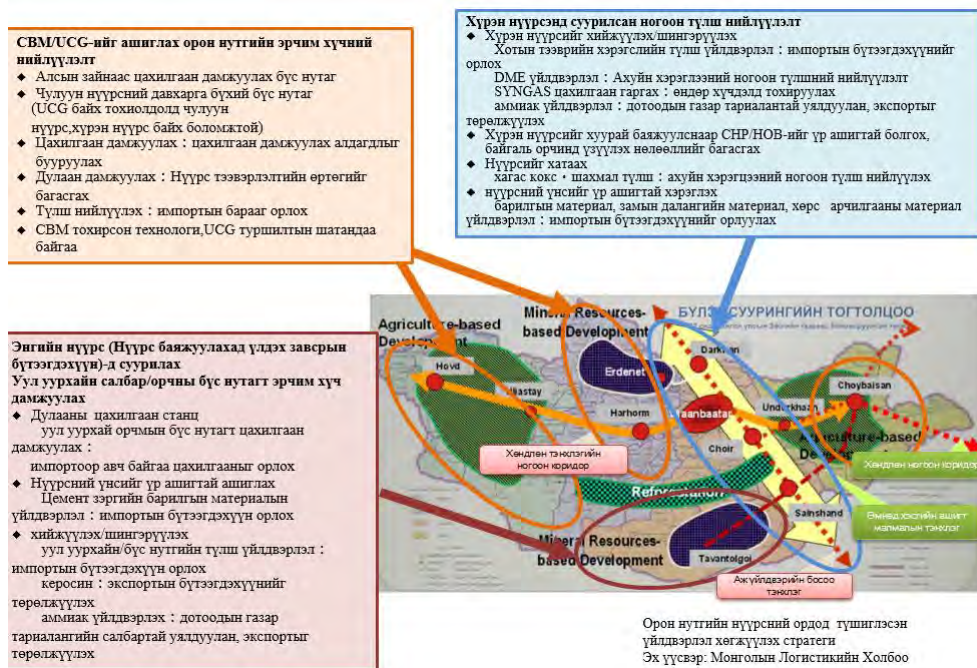 CBM/UCG-ийг ашиглах орон нутгийн эрчим хүчний
нийлүүлэлт
◆ Алсын зайнаас цахилгаан дамжуулах бүс нутаг
◆ Чулуун нүүрсний давхарга бүхий бүс нутаг
(UCG байх тохиолдолд чулуун
нүүрс,хүрэн нүүрс байх боломжтой)
◆ Цахилгаан дамжуулах：цахилгаан дамжуулах алдагдлыг
бууруулах
◆ Дулаан дамжуулах：Нүүрс тээвэрлэлтийн өртөгийг
багасгах
◆ Түлш нийлүүлэх：импортын барааг орлох
◆ CBM тохирсон технологи,UCG туршилтын шатандаа
байгаа
Хүрэн нүүрсэнд суурилсан ногоон түлш нийлүүлэлт
◆ Хүрэн нүүрсийг хийжүүлэх/шингэрүүлэх
Хотын тээврийн хэрэгслийн түлш үйлдвэрлэл：импортын бүтээгдэхүүнийг
орлох
DME үйлдвэрлэл：Ахуйн хэрэглээний ногоон түлшний нийлүүлэлт
SYNGAS цахилгаан гаргах：өндөр хүчдэлд тохируулах
аммиак үйлдвэрлэл：дотоодын газар тариалантай уялдуулан, экспортыг
төрөлжүүлэх
◆ Хүрэн нүүрсийг хуурай баяжуулснаар CHP/HOB-ийг үр ашигтай болгох,
байгаль орчинд үзүүлэх нөлөөллийг багасгах
◆ Нүүрсийг хатаах
хагас кокс・шахмал түлш：ахуйн хэрэгцээний ногоон түлш нийлүүлэх
◆ нүүрсний үнсийг үр ашигтай хэрэглэх
барилгын материал, замын далангийн материал, хөрс арчилгааны материал
үйлдвэрлэл：импортын бүтээгдэхүүнийг орлуулах
Энгийн нүүрс (Нүүрс баяжуулахад үлдэх завсрын
бүтээгдэхүүн)-д суурилах
Уул уурхайн салбар/орчны бүс нутагт эрчим хүч
дамжуулах
◆ Дулааны цахилгаан станц
уул уурхай орчмын бүс нутагт цахилгаан
дамжуулах：
импортоор авч байгаа цахилгааныг орлох
◆ Нүүрсний үнсийг үр ашигтай ашиглах
Цемент зэргийн барилгын материалын
үйлдвэрлэл：импортын бүтээгдэхүүн орлох
◆ хийжүүлэх/шингэрүүлэх
уул уурхайн/бүс нутгийн түлш үйлдвэрлэл：
импортын бүтээгдэхүүн орлох
керосин：экспортын бүтээгдэхүүнийг
төрөлжүүлэх
аммиак үйлдвэрлэх：дотоодын газар
тариалангийн салбартай уялдуулан, экспортыг
төрөлжүүлэх
Agriculture-based
Development
Mineral Resources-
based Development
СУУРИНГИЙН ТОГТОЛЦОО
Hovd
Uliastay
Erdenet
Harhorm
Ulaanbaatar
Choir
Underkhaan
Choybalsan
Agriculture-based
Development
Хөндлөн тэнхлэгийн
ногоон коридор
Хөндлөн ногоон коридор
Reforestation
Sainshand
Mineral Resources-
based Development
Tavantolgoi
Аж үйлдвэрийн босоо
тэнхлэг
Орон нутгийн нүүрсний ордод түшиглэсэн
үйлдвэрлэл хөгжүүлэх стратеги
Эх үүсвэр: Монголын Логистикийн Холбоо